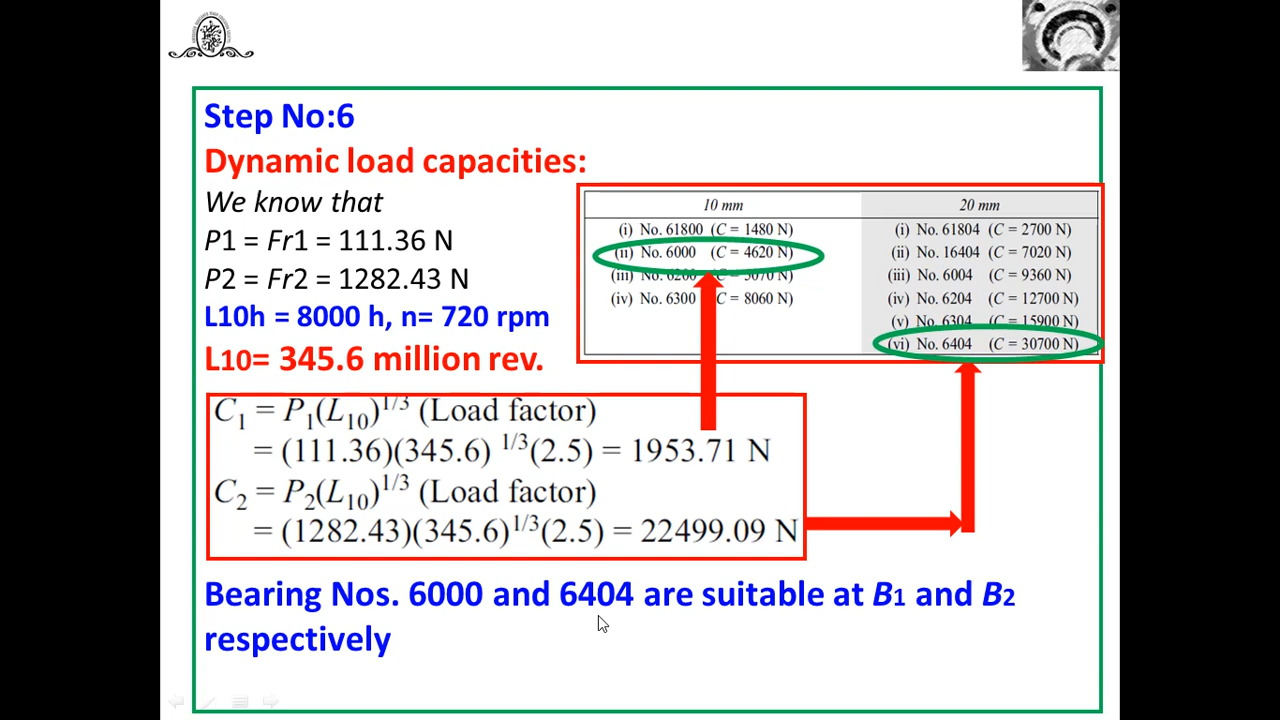 Step No:6
Dynamic load capacities:
We know that
P1 = Fr1 = 111.36 N
P2 = Fr2 = 1282.43 N
L10h = 8000 h, n= 720 rpm
L10= 345.6 million rev.
10 mm 20 mm
(i) No. 61800 (C = 1480 N) (i) No. 61804 (C = 2700 N)
(ii) No. 6000 (C = 4620 N) (ii) No. 16404 (C = 7020 N)
(iii) No. 6200 (C = 5070 N) (iii) No. 6004 (C = 9360 N)
(iv) No. 6300 (C = 8060 N) (iv) No. 6204 (C = 12700 N)
(v) No. 6304 (C = 15900 N)
(vi) No. 6404 (C = 30700 N)
C₁ = P₁(L₁₀)^1/3 (Load factor)
= (111.36)(345.6) ^1/3(2.5) = 1953.71 N
C₂ = P₂(L₁₀)^1/3 (Load factor)
= (1282.43)(345.6)^1/3(2.5) = 22499.09 N
Bearing Nos. 6000 and 6404 are suitable at B1 and B2
respectively